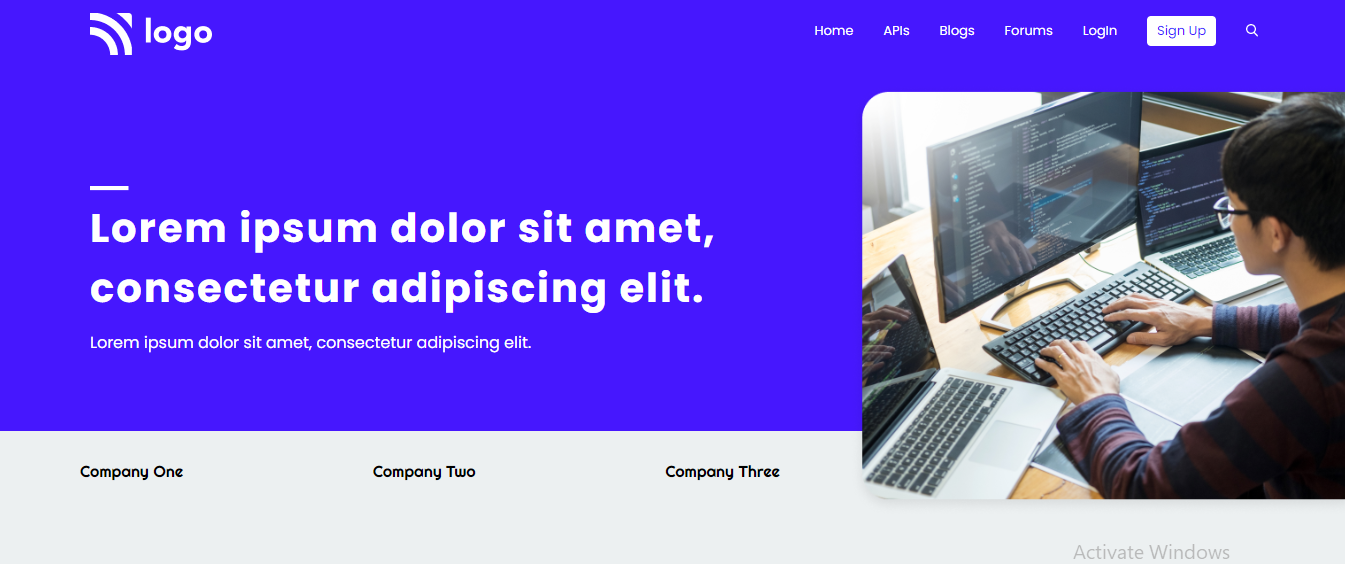 logo
Home APIs Blogs Forums LogIn Sign Up
Lorem ipsum dolor sit amet,
consectetur adipiscing elit.
Lorem ipsum dolor sit amet, consectetur adipiscing elit.
Company One Company Two Company Three
Activate Windows